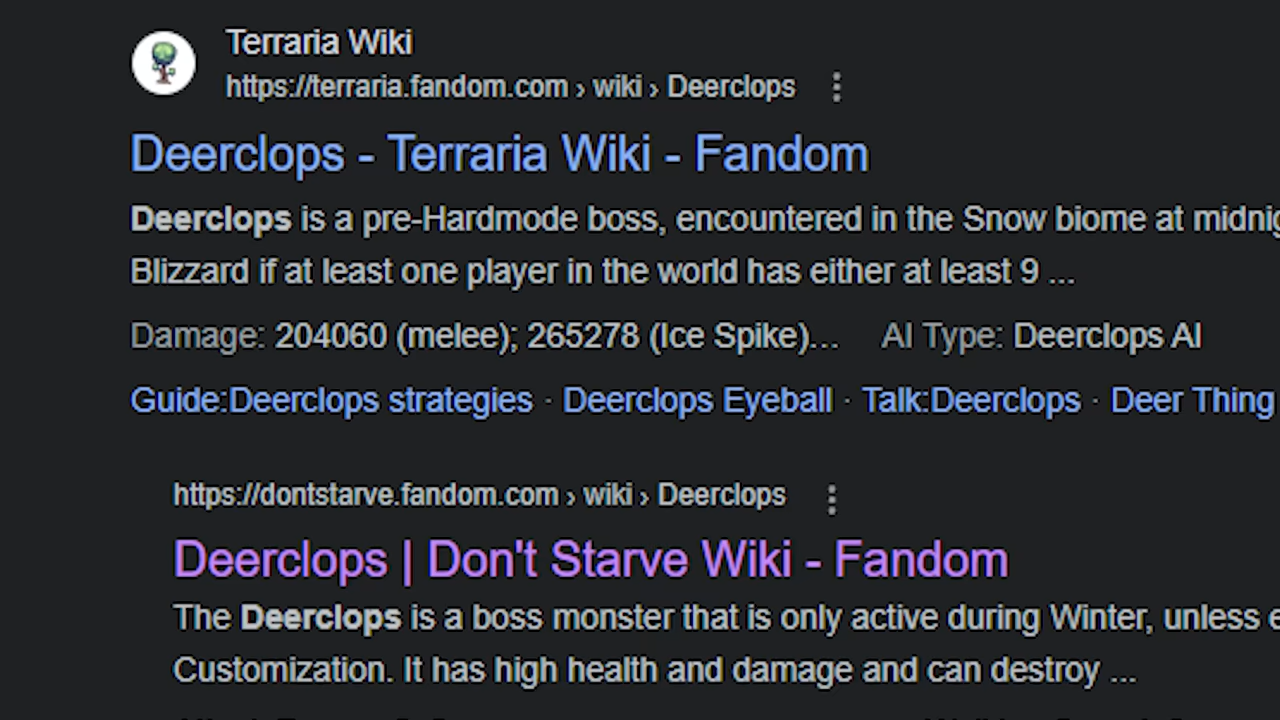 Terraria Wiki
https://terraria.fandom.com › wiki › Deerclops
Deerclops - Terraria Wiki - Fandom
Deerclops is a pre-Hardmode boss, encountered in the Snow biome at
Blizzard if at least one player in the world has either at least 9 ...
Damage: 204060 (melee); 265278 (Ice Spike)... AI Type: Deerclops AI
Guide:Deerclops strategies · Deerclops Eyeball · Talk:Deerclops · Deer Thing
https://dontstarve.fandom.com › wiki › Deerclops
Deerclops | Don't Starve Wiki - Fandom
The Deerclops is a boss monster that is only active during Winter, unless
Customization. It has high health and damage and can destroy ...